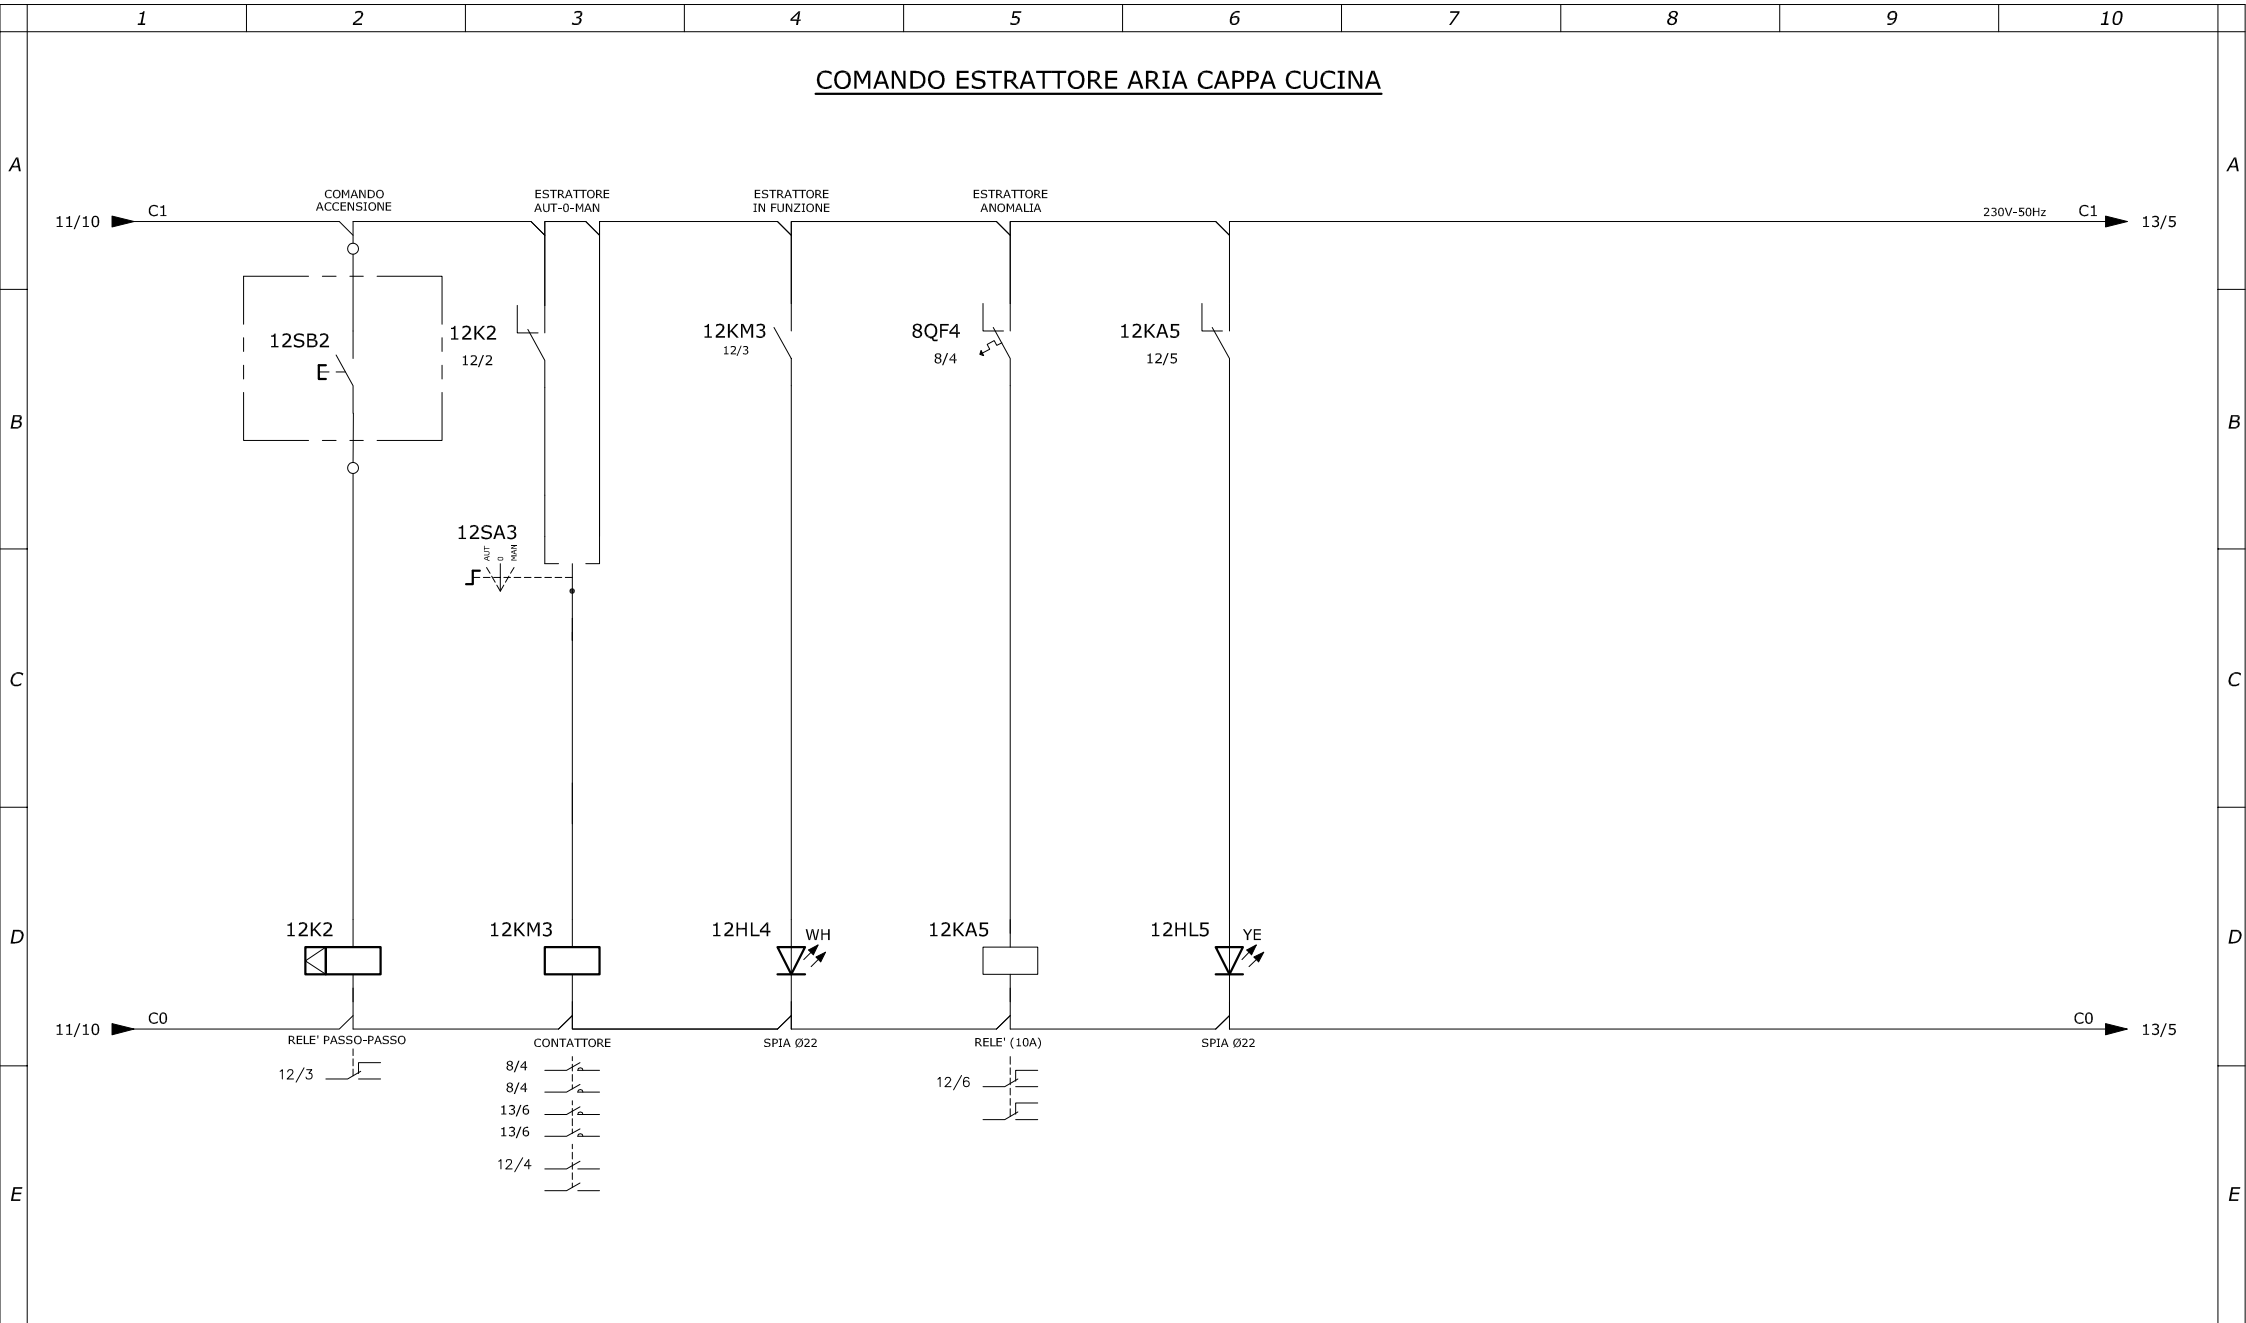 1 2 3 4 5 6 7 8 9 10
COMANDO ESTRATTORE ARIA CAPPA CUCINA
A A
COMANDO
ACCENSIONE
ESTRATTORE
AUT-0-MAN
ESTRATTORE
IN FUNZIONE
ESTRATTORE
ANOMALIA
11/10 C1
230V-50Hz C1 13/5
12SB2
E
12K2
12/2
12KM3
12/3
8QF4
8/4
12KA5
12/5
B B
12SA3
AUT
0
MAN
C C
12K2
12KM3
12HL4
WH
12KA5
12HL5
YE
D D
11/10 C0
C0 13/5
RELE' PASSO-PASSO
12/3
CONTATTORE
8/4
8/4
13/6
13/6
12/4
SPIA Ø22
RELE' (10A)
12/6
SPIA Ø22
E E